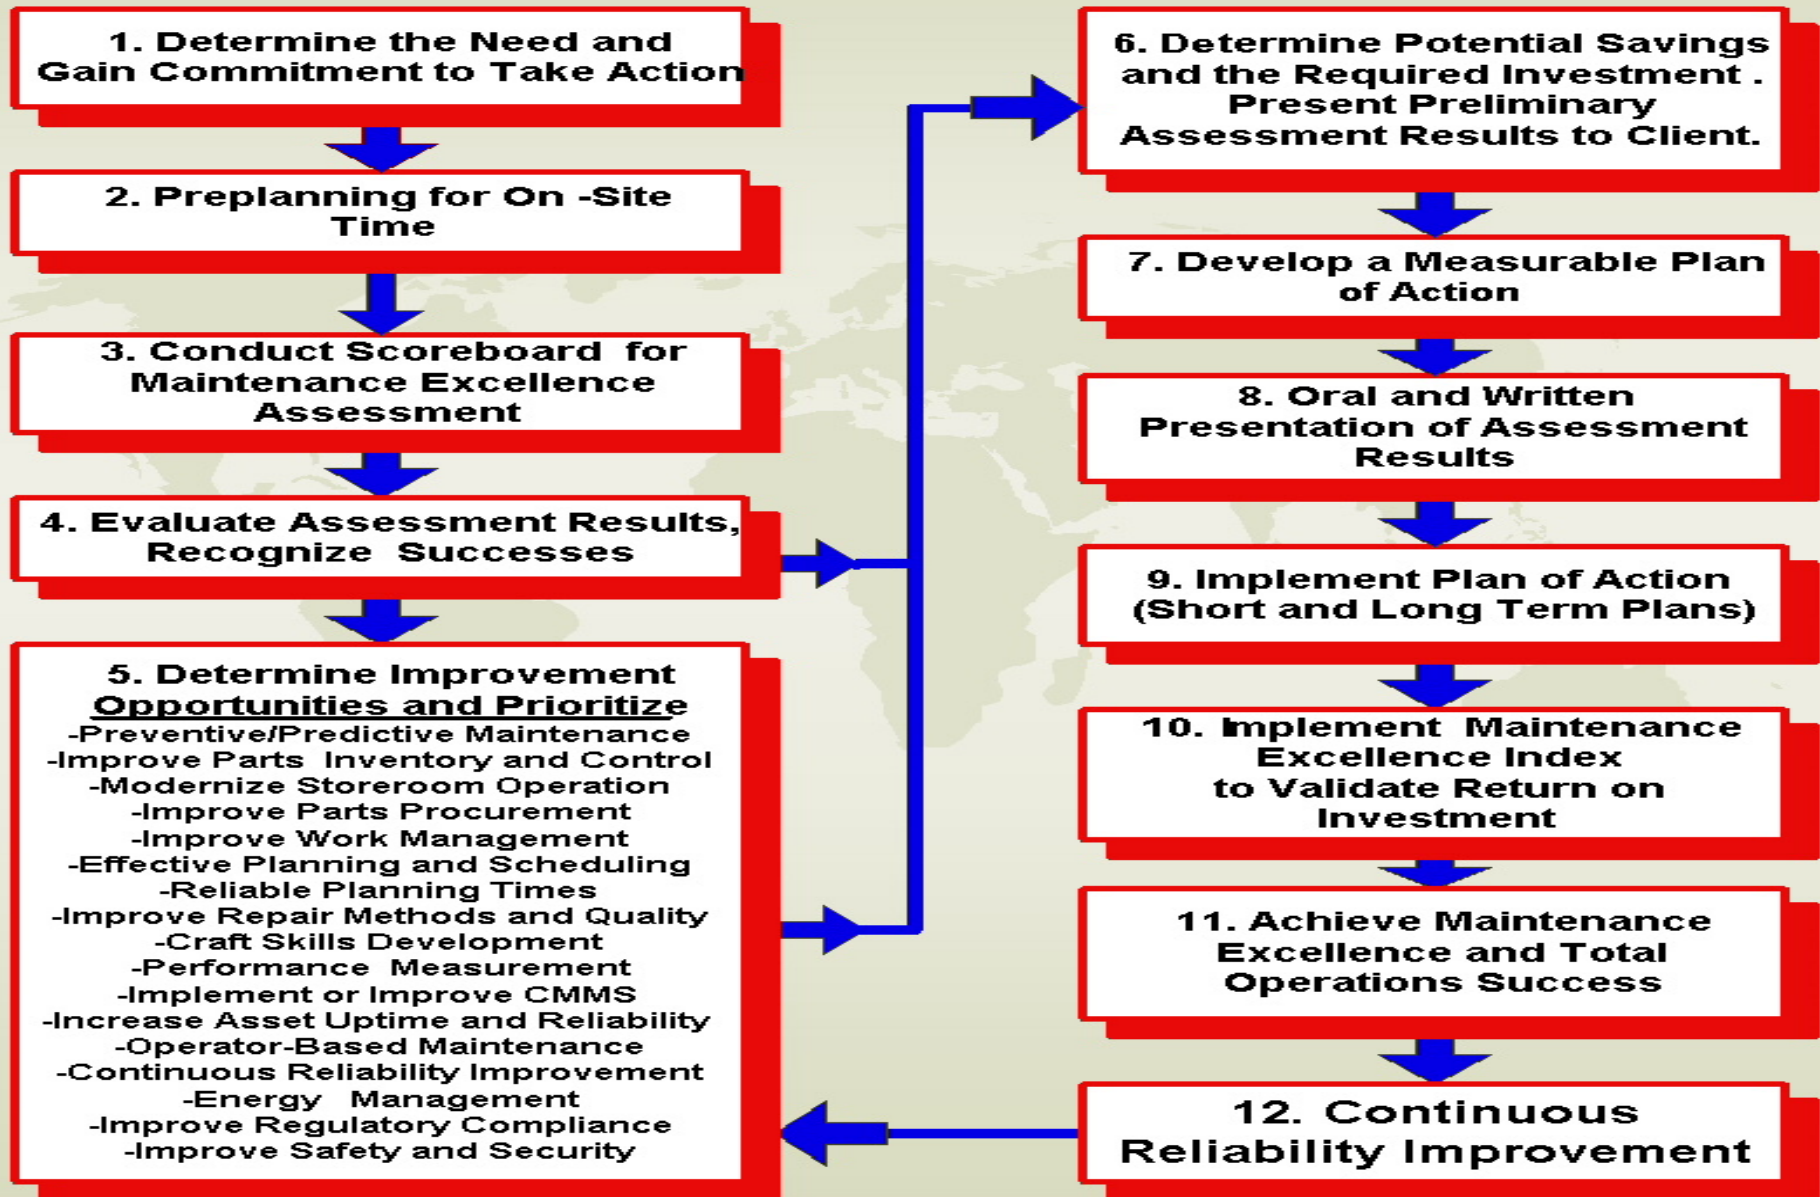 1. Determine the Need and
Gain Commitment to Take Action
2. Preplanning for On -Site
Time
3. Conduct Scoreboard for
Maintenance Excellence
Assessment
4. Evaluate Assessment Results,
Recognize Successes
5. Determine Improvement
Opportunities and Prioritize
-Preventive/Predictive Maintenance
-Improve Parts Inventory and Control
-Modernize Storeroom Operation
-Improve Parts Procurement
-Improve Work Management
-Effective Planning and Scheduling
-Reliable Planning Times
-Improve Repair Methods and Quality
-Craft Skills Development
-Performance Measurement
-Implement or Improve CMMS
-Increase Asset Uptime and Reliability
-Operator-Based Maintenance
-Continuous Reliability Improvement
-Energy Management
-Improve Regulatory Compliance
-Improve Safety and Security
6. Determine Potential Savings
and the Required Investment .
Present Preliminary
Assessment Results to Client.
7. Develop a Measurable Plan
of Action
8. Oral and Written
Presentation of Assessment
Results
9. Implement Plan of Action
(Short and Long Term Plans)
10. Implement Maintenance
Excellence Index
to Validate Return on
Investment
11. Achieve Maintenance
Excellence and Total
Operations Success
12. Continuous
Reliability Improvement